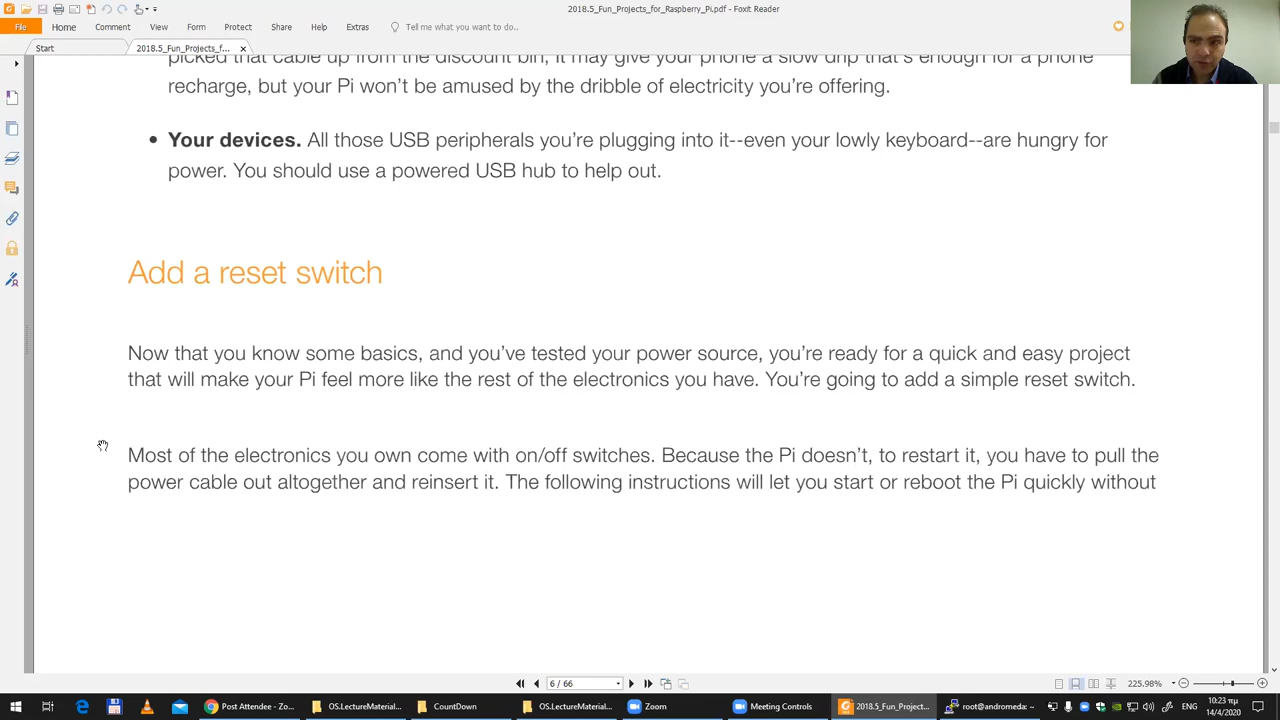 2018.5_Fun_Projects_for_Raspberry_Pi.pdf - Foxit Reader
File Home Comment View Form Protect Share Help Extras Tell me what you want to do..
Start 2018.5_Fun_Projects_f...
picked that cable up from the discount bin, it may give your phone a slow drip that's enough for a phone
recharge, but your Pi won't be amused by the dribble of electricity you're offering.
• Your devices. All those USB peripherals you're plugging into it--even your lowly keyboard--are hungry for
power. You should use a powered USB hub to help out.
Add a reset switch
Now that you know some basics, and you've tested your power source, you're ready for a quick and easy project
that will make your Pi feel more like the rest of the electronics you have. You're going to add a simple reset switch.
Most of the electronics you own come with on/off switches. Because the Pi doesn't, to restart it, you have to pull the
power cable out altogether and reinsert it. The following instructions will let you start or reboot the Pi quickly without
6 / 66 225.98%
Post Attendee - Zo... OS.LectureMaterial... CountDown OS.LectureMaterial... Zoom Meeting Controls 2018.5_Fun_Projec... root@andromeda: ... ENG 10:23 πμ
14/4/2020